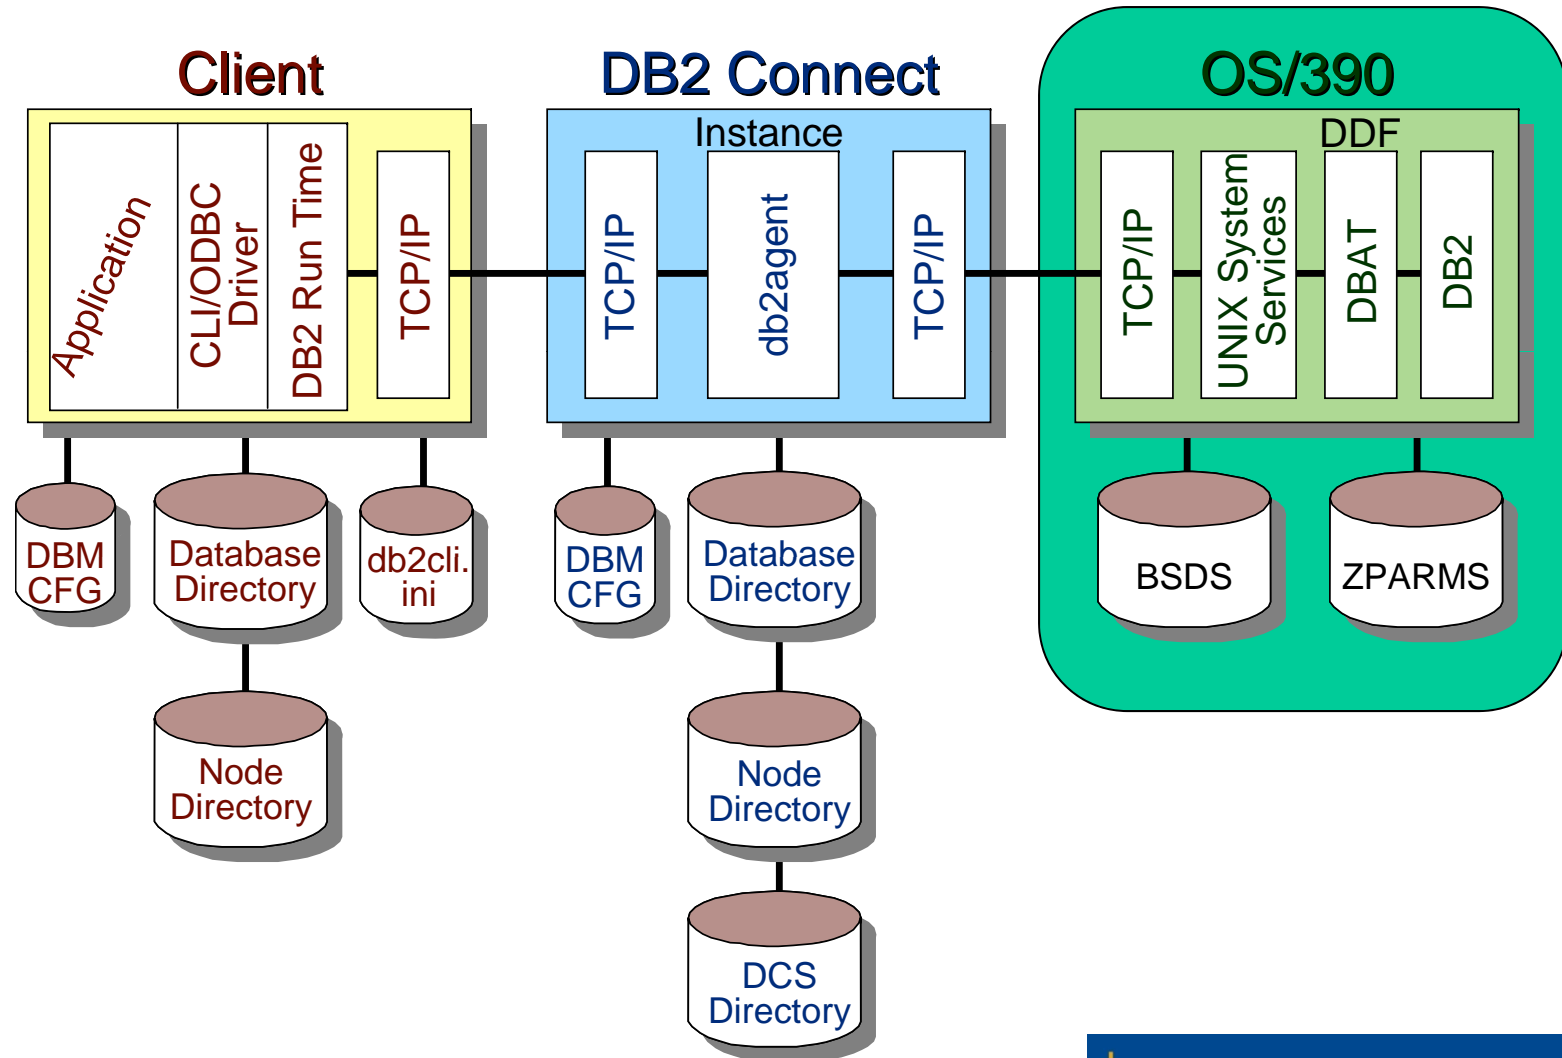 Client
DB2 Connect
OS/390
Application
CLI/ODBC
Driver
DB2 Run Time
TCP/IP
Instance
TCP/IP
db2agent
TCP/IP
DDF
TCP/IP
UNIX System
Services
DBAT
DB2
DBM
CFG
Database
Directory
db2cli.
ini
DBM
CFG
Database
Directory
BSDS
ZPARMS
Node
Directory
Node
Directory
DCS
Directory